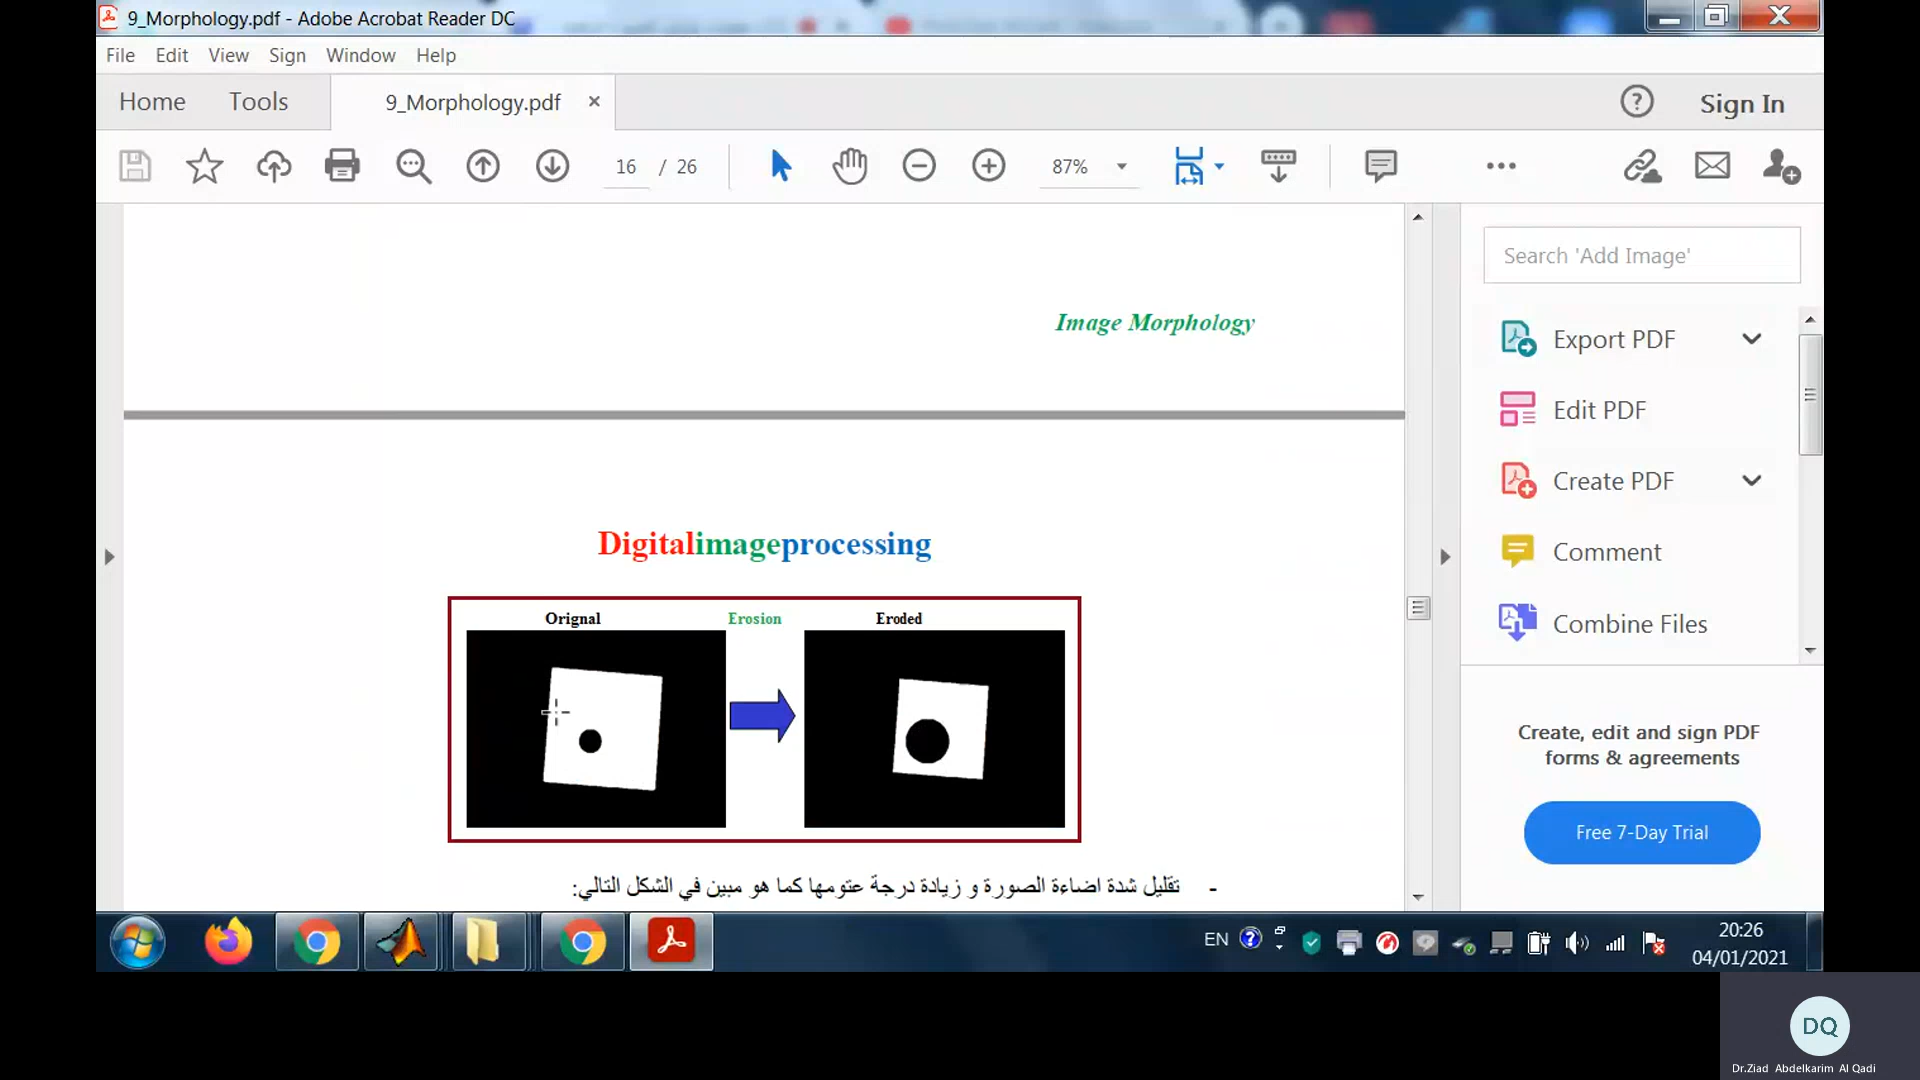 9_Morphology.pdf - Adobe Acrobat Reader DC
File Edit View Sign Window Help
Home Tools 9_Morphology.pdf Sign In
16 / 26 87%
Image Morphology
Digitalimageprocessing
Orignal Erosion Eroded
- تقليل شدة اضاءة الصورة و زيادة درجة عتومها كما هو مبين في الشكل التالي:
Search 'Add Image'
Export PDF
Edit PDF
Create PDF
Comment
Combine Files
Create, edit and sign PDF
forms & agreements
Free 7-Day Trial
EN
20:26
04/01/2021
DQ
Dr.Ziad Abdelkarim Al Qadi